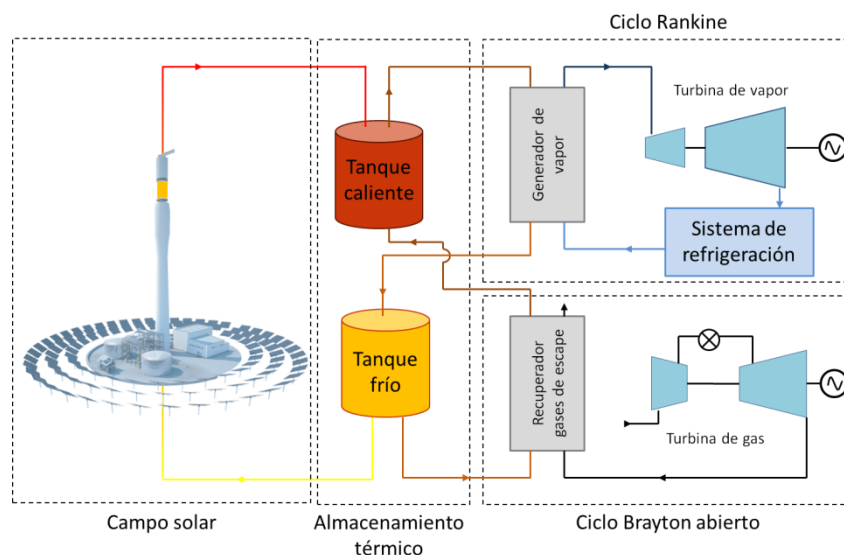 Ciclo Rankine
Turbina de vapor
Generador de
vapor
Tanque
caliente
Sistema de
refrigeración
Tanque
frío
Recuperador
gases de escape
Turbina de gas
Campo solar
Almacenamiento
térmico
Ciclo Brayton abierto